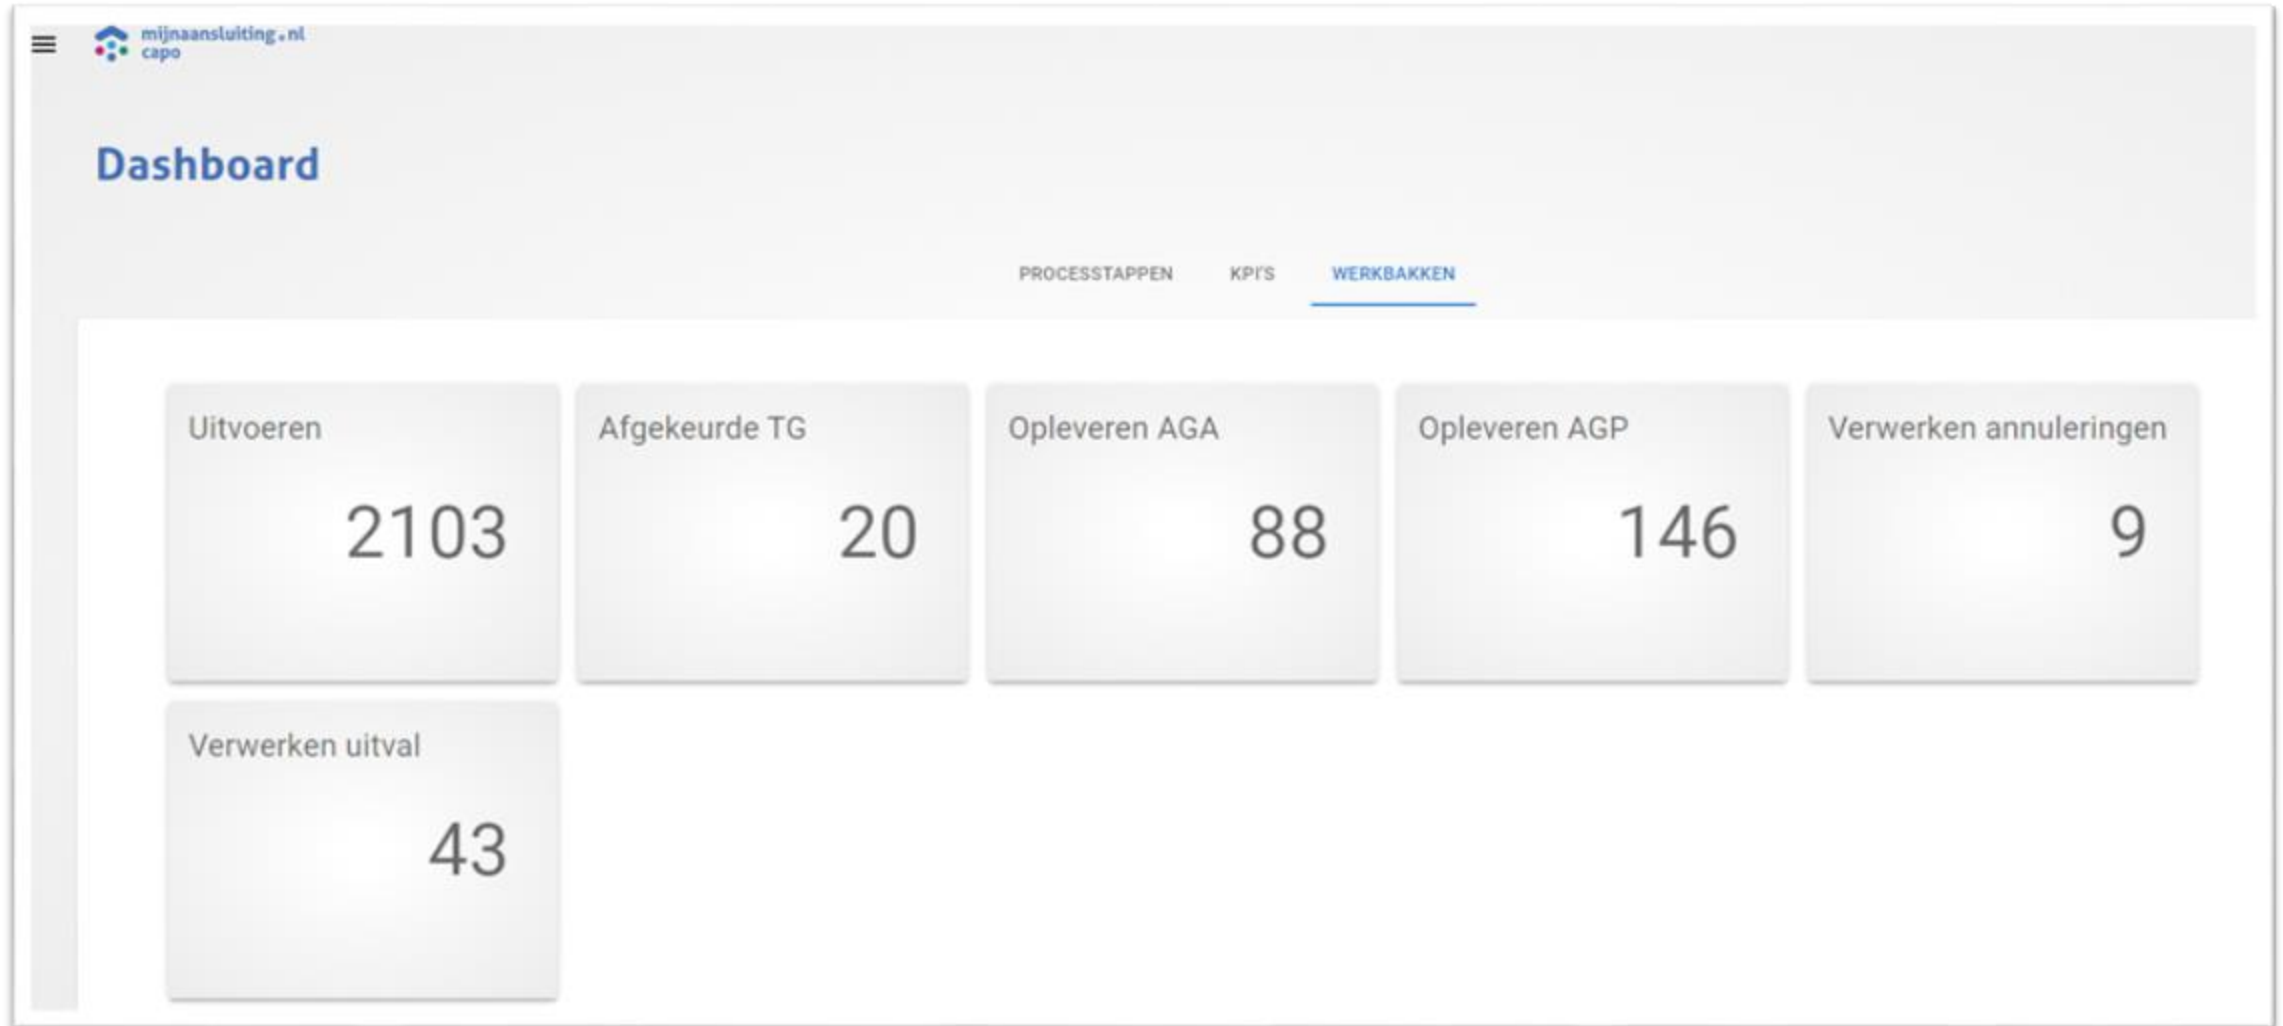 mijnaansluiting.nl
capo
Dashboard
PROCESSTAPPEN KPI'S WERKBAKKEN
Uitvoeren
2103
Afgekeurde TG
20
Opleveren AGA
88
Opleveren AGP
146
Verwerken annuleringen
9
Verwerken uitval
43